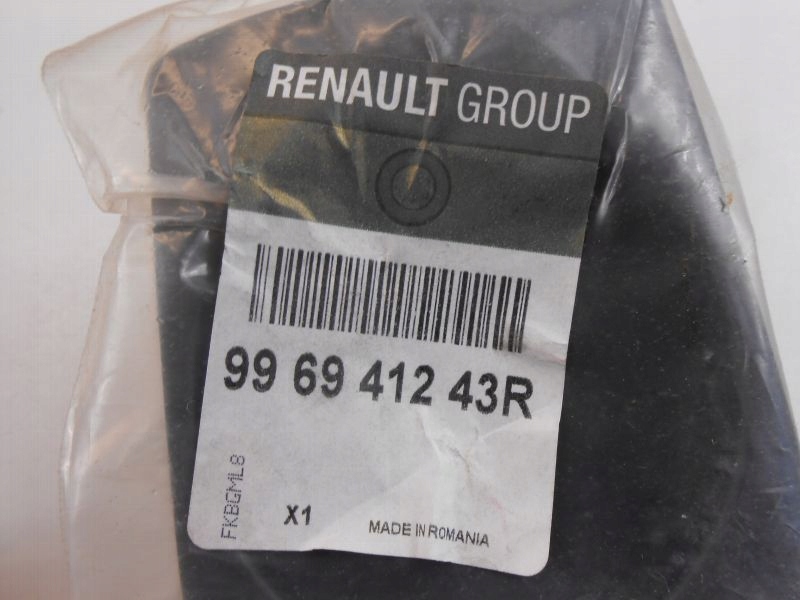 RENAULT GROUP
99 69 412 43R
FKBGML8
X1
MADE IN ROMANIA